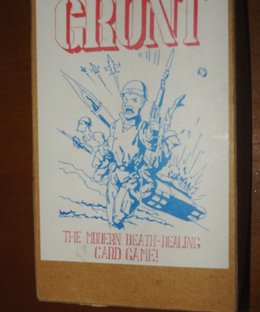 GRUNT
THE MODERN DEATH-DEALING
CARD GAME!